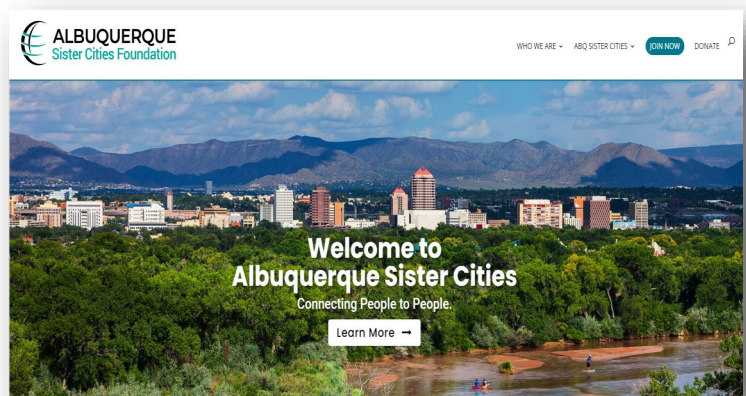 ALBUQUERQUE
Sister Cities Foundation
WHO WE ARE
ABQ SISTER CITIES
JOIN NOW
DONATE
Welcome to
Albuquerque Sister Cities
Connecting People to People.
Learn More →